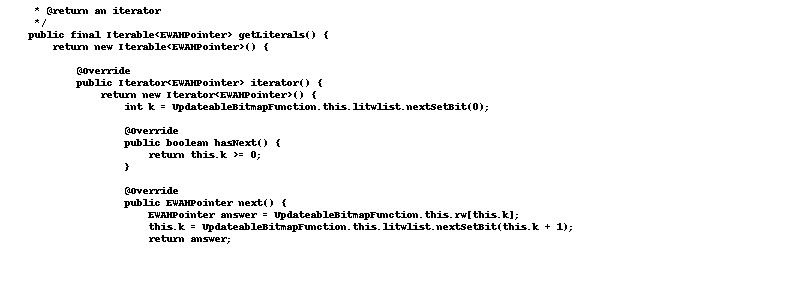 * @return an iterator
     */
    public final Iterable<EWAHPointer> getLiterals() {
        return new Iterable<EWAHPointer>() {

            @Override
            public Iterator<EWAHPointer> iterator() {
                return new Iterator<EWAHPointer>() {
                    int k = UpdateableBitmapFunction.this.litwlist.nextSetBit(0);

                    @Override
                    public boolean hasNext() {
                        return this.k >= 0;
                    }

                    @Override
                    public EWAHPointer next() {
                        EWAHPointer answer = UpdateableBitmapFunction.this.rw[this.k];
                        this.k = UpdateableBitmapFunction.this.litwlist.nextSetBit(this.k + 1);
                        return answer;